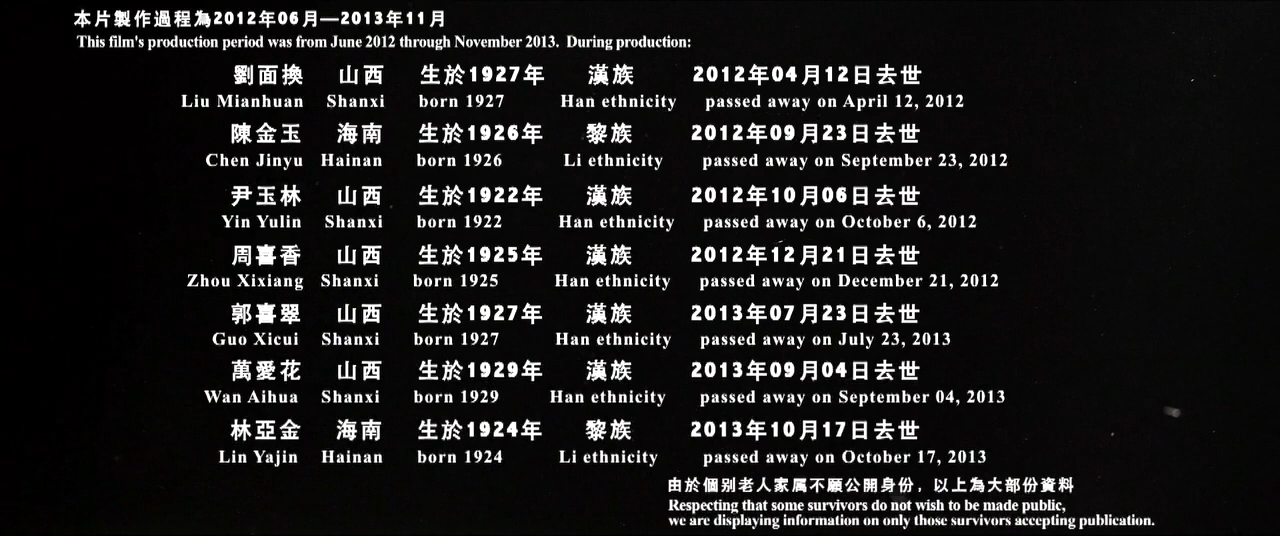 本片製作過程為2012年06月—2013年11月
This film's production period was from June 2012 through November 2013. During production:
劉面換 山西 生於1927年 漢族 2012年04月12日去世
Liu Mianhuan Shanxi born 1927 Han ethnicity passed away on April 12, 2012
陳金玉 海南 生於1926年 黎族 2012年09月23日去世
Chen Jinyu Hainan born 1926 Li ethnicity passed away on September 23, 2012
尹玉林 山西 生於1922年 漢族 2012年10月06日去世
Yin Yulin Shanxi born 1922 Han ethnicity passed away on October 6, 2012
周喜香 山西 生於1925年 漢族 2012年12月21日去世
Zhou Xixiang Shanxi born 1925 Han ethnicity passed away on December 21, 2012
郭喜翠 山西 生於1927年 漢族 2013年07月23日去世
Guo Xicui Shanxi born 1927 Han ethnicity passed away on July 23, 2013
萬愛花 山西 生於1929年 漢族 2013年09月04日去世
Wan Aihua Shanxi born 1929 Han ethnicity passed away on September 04, 2013
林亞金 海南 生於1924年 黎族 2013年10月17日去世
Lin Yajin Hainan born 1924 Li ethnicity passed away on October 17, 2013
由於個别老人家属不願公開身份，以上為大部份資料
Respecting that some survivors do not wish to be made public,
we are displaying information on only those survivors accepting publication.